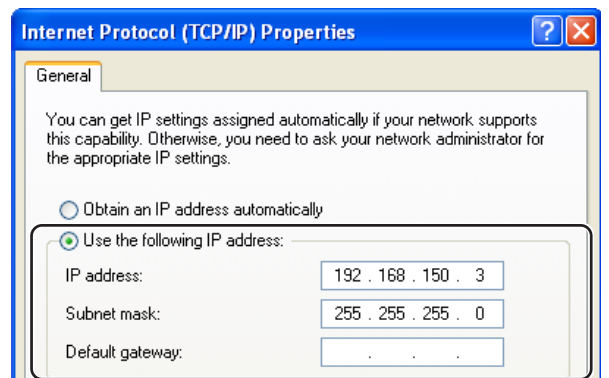 Internet Protocol (TCP/IP) Properties
General
You can get IP settings assigned automatically if your network supports
this capability. Otherwise, you need to ask your network administrator for
the appropriate IP settings.
Obtain an IP address automatically
Use the following IP address:
IP address: 192 . 168 . 150 . 3
Subnet mask: 255 . 255 . 255 . 0
Default gateway: . . .